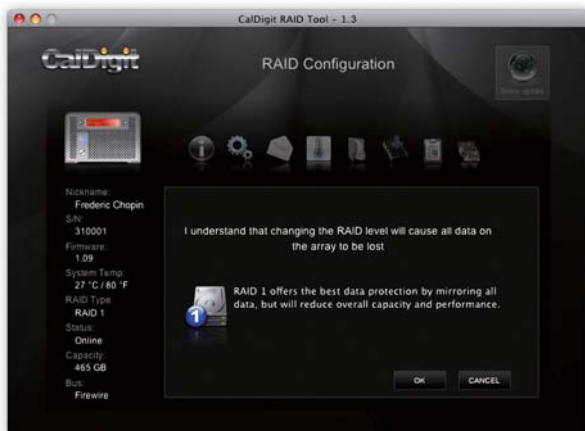 CalDigit RAID Tool - 1.3
CalDigit
RAID Configuration
Nickname:
Frederic Chopin
S/N:
310001
Firmware:
1.09
System Temp:
27 °C / 80 °F
RAID Type:
RAID 1
Status:
Online
Capacity:
465 GB
Bus:
Firewire
I understand that changing the RAID level will cause all data on
the array to be lost
1
RAID 1 offers the best data protection by mirroring all
data, but will reduce overall capacity and performance.
OK
CANCEL